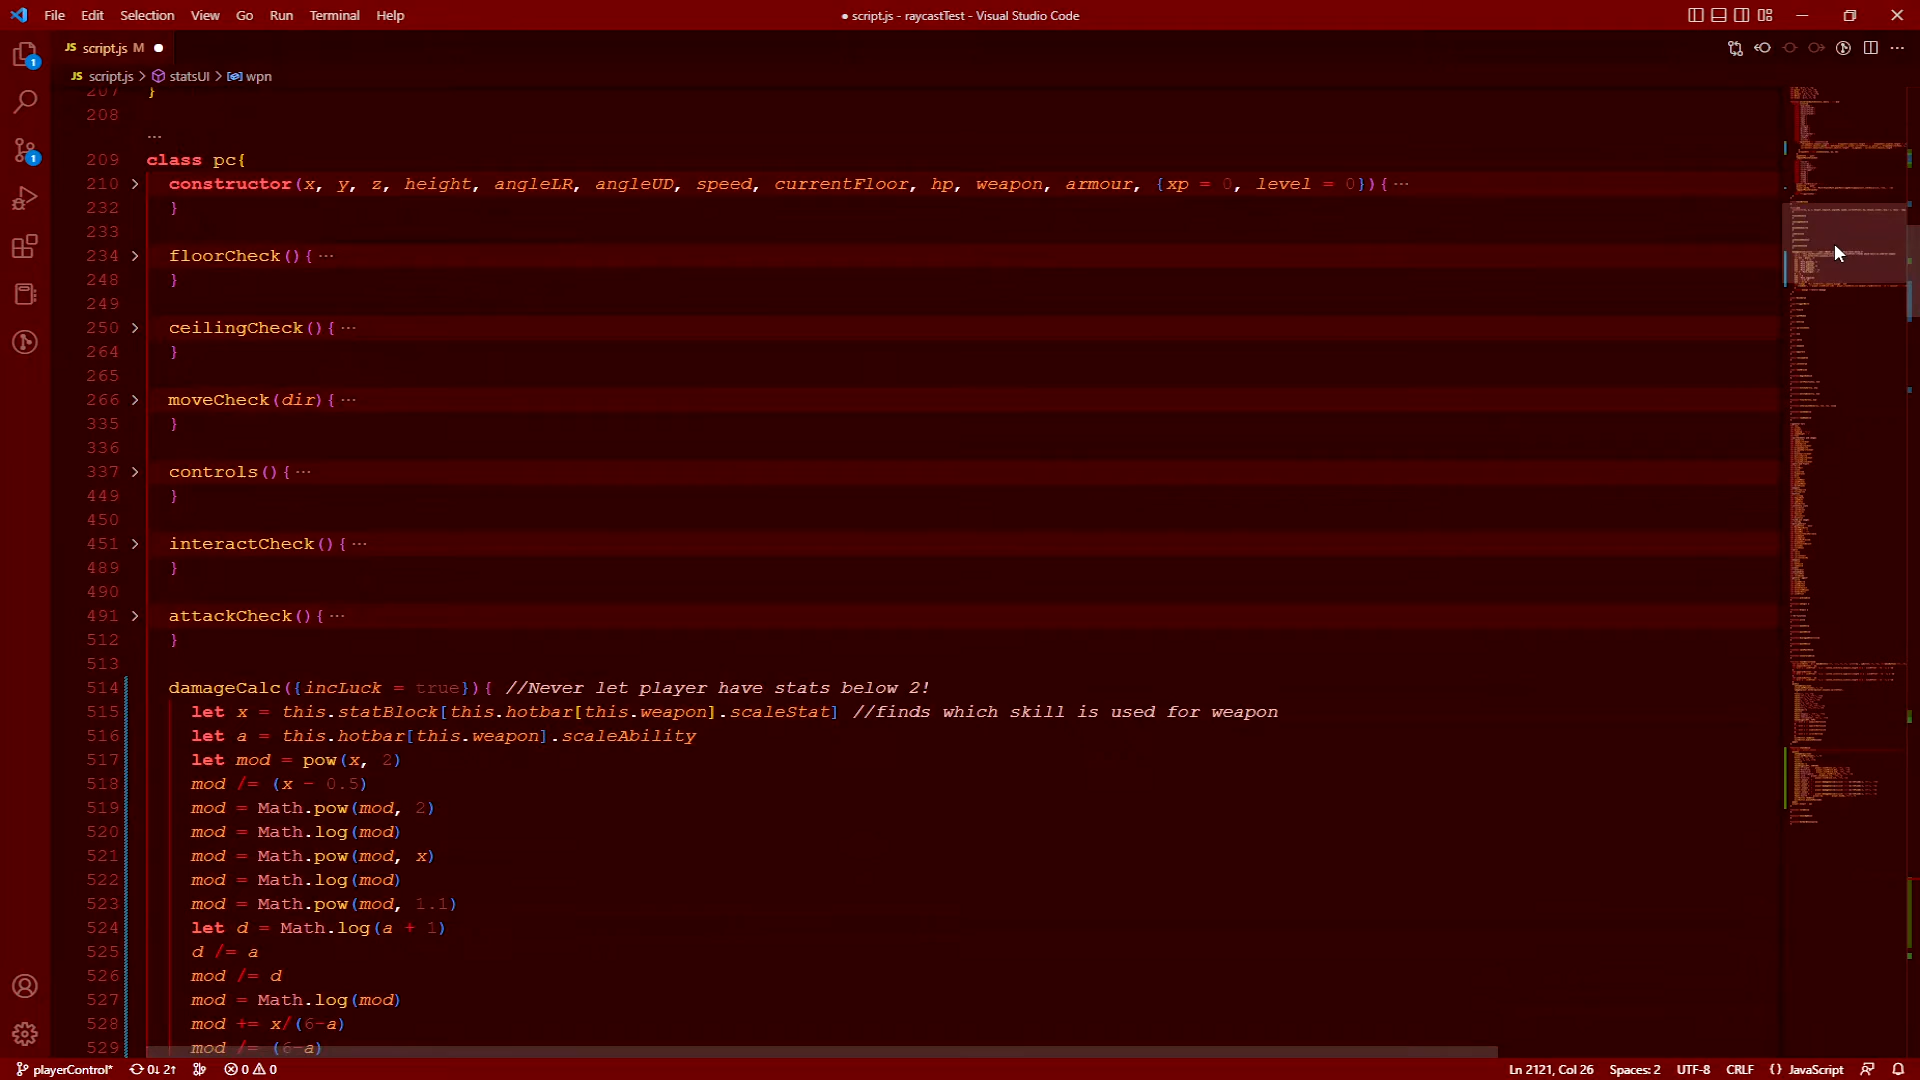 File Edit Selection View Go Run Terminal Help
● script.js - raycastTest - Visual Studio Code
JS script.js M ●
JS script.js > statsUI > wpn
207 }
208
...
209 class pc{
210 > constructor(x, y, z, height, angleLR, angleUD, speed, currentFloor, hp, weapon, armour, {xp = 0, level = 0}){ ...
232 }
233
234 > floorCheck(){ ...
248 }
249
250 > ceilingCheck(){ ...
264 }
265
266 > moveCheck(dir){ ...
335 }
336
337 > controls(){ ...
449 }
450
451 > interactCheck(){ ...
489 }
490
491 > attackCheck(){ ...
512 }
513
514 damageCalc({incLuck = true}){ //Never let player have stats below 2!
515 let x = this.statBlock[this.hotbar[this.weapon].scaleStat] //finds which skill is used for weapon
516 let a = this.hotbar[this.weapon].scaleAbility
517 let mod = pow(x, 2)
518 mod /= (x - 0.5)
519 mod = Math.pow(mod, 2)
520 mod = Math.log(mod)
521 mod = Math.pow(mod, x)
522 mod = Math.log(mod)
523 mod = Math.pow(mod, 1.1)
524 let d = Math.log(a + 1)
525 d /= a
526 mod /= d
527 mod = Math.log(mod)
528 mod += x/(6-a)
529 mod /= (6-a)
1
1
playerControl* 0↓ 2↑ 0 0
Ln 2121, Col 26 Spaces: 2 UTF-8 CRLF {} JavaScript